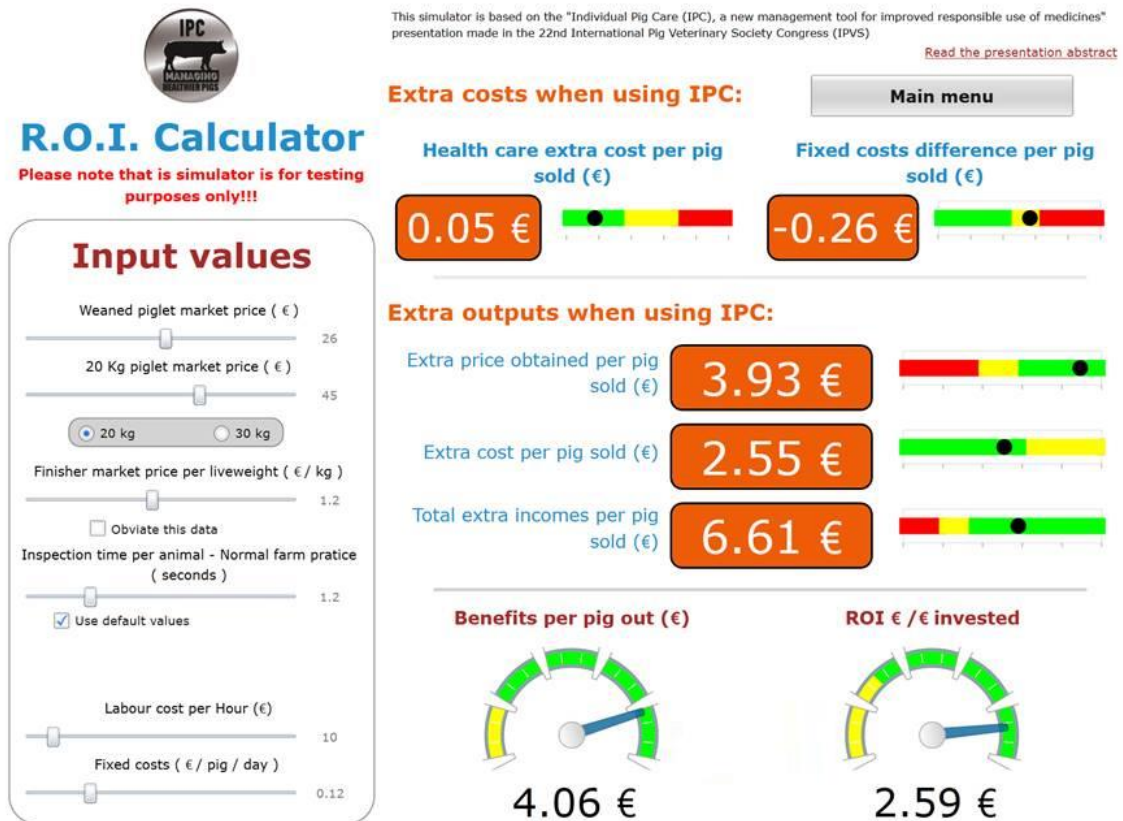 IPC
MANAGING
HEALTHIER PIGS
R.O.I. Calculator
Please note that is simulator is for testing
purposes only!!!
Input values
Weaned piglet market price ( € )
26
20 Kg piglet market price ( € )
45
20 kg
30 kg
Finisher market price per liveweight ( € / kg )
1.2
Obviate this data
Inspection time per animal - Normal farm pratice
( seconds )
1.2
Use default values
Labour cost per Hour (€)
10
Fixed costs ( € / pig / day )
0.12
This simulator is based on the "Individual Pig Care (IPC), a new management tool for improved responsible use of medicines"
presentation made in the 22nd International Pig Veterinary Society Congress (IPVS)
Read the presentation abstract
Extra costs when using IPC:
Main menu
Health care extra cost per pig
sold (€)
0.05 €
Fixed costs difference per pig
sold (€)
-0.26 €
Extra outputs when using IPC:
Extra price obtained per pig
sold (€)
3.93 €
Extra cost per pig sold (€)
2.55 €
Total extra incomes per pig
sold (€)
6.61 €
Benefits per pig out (€)
4.06 €
ROI € / € invested
2.59 €